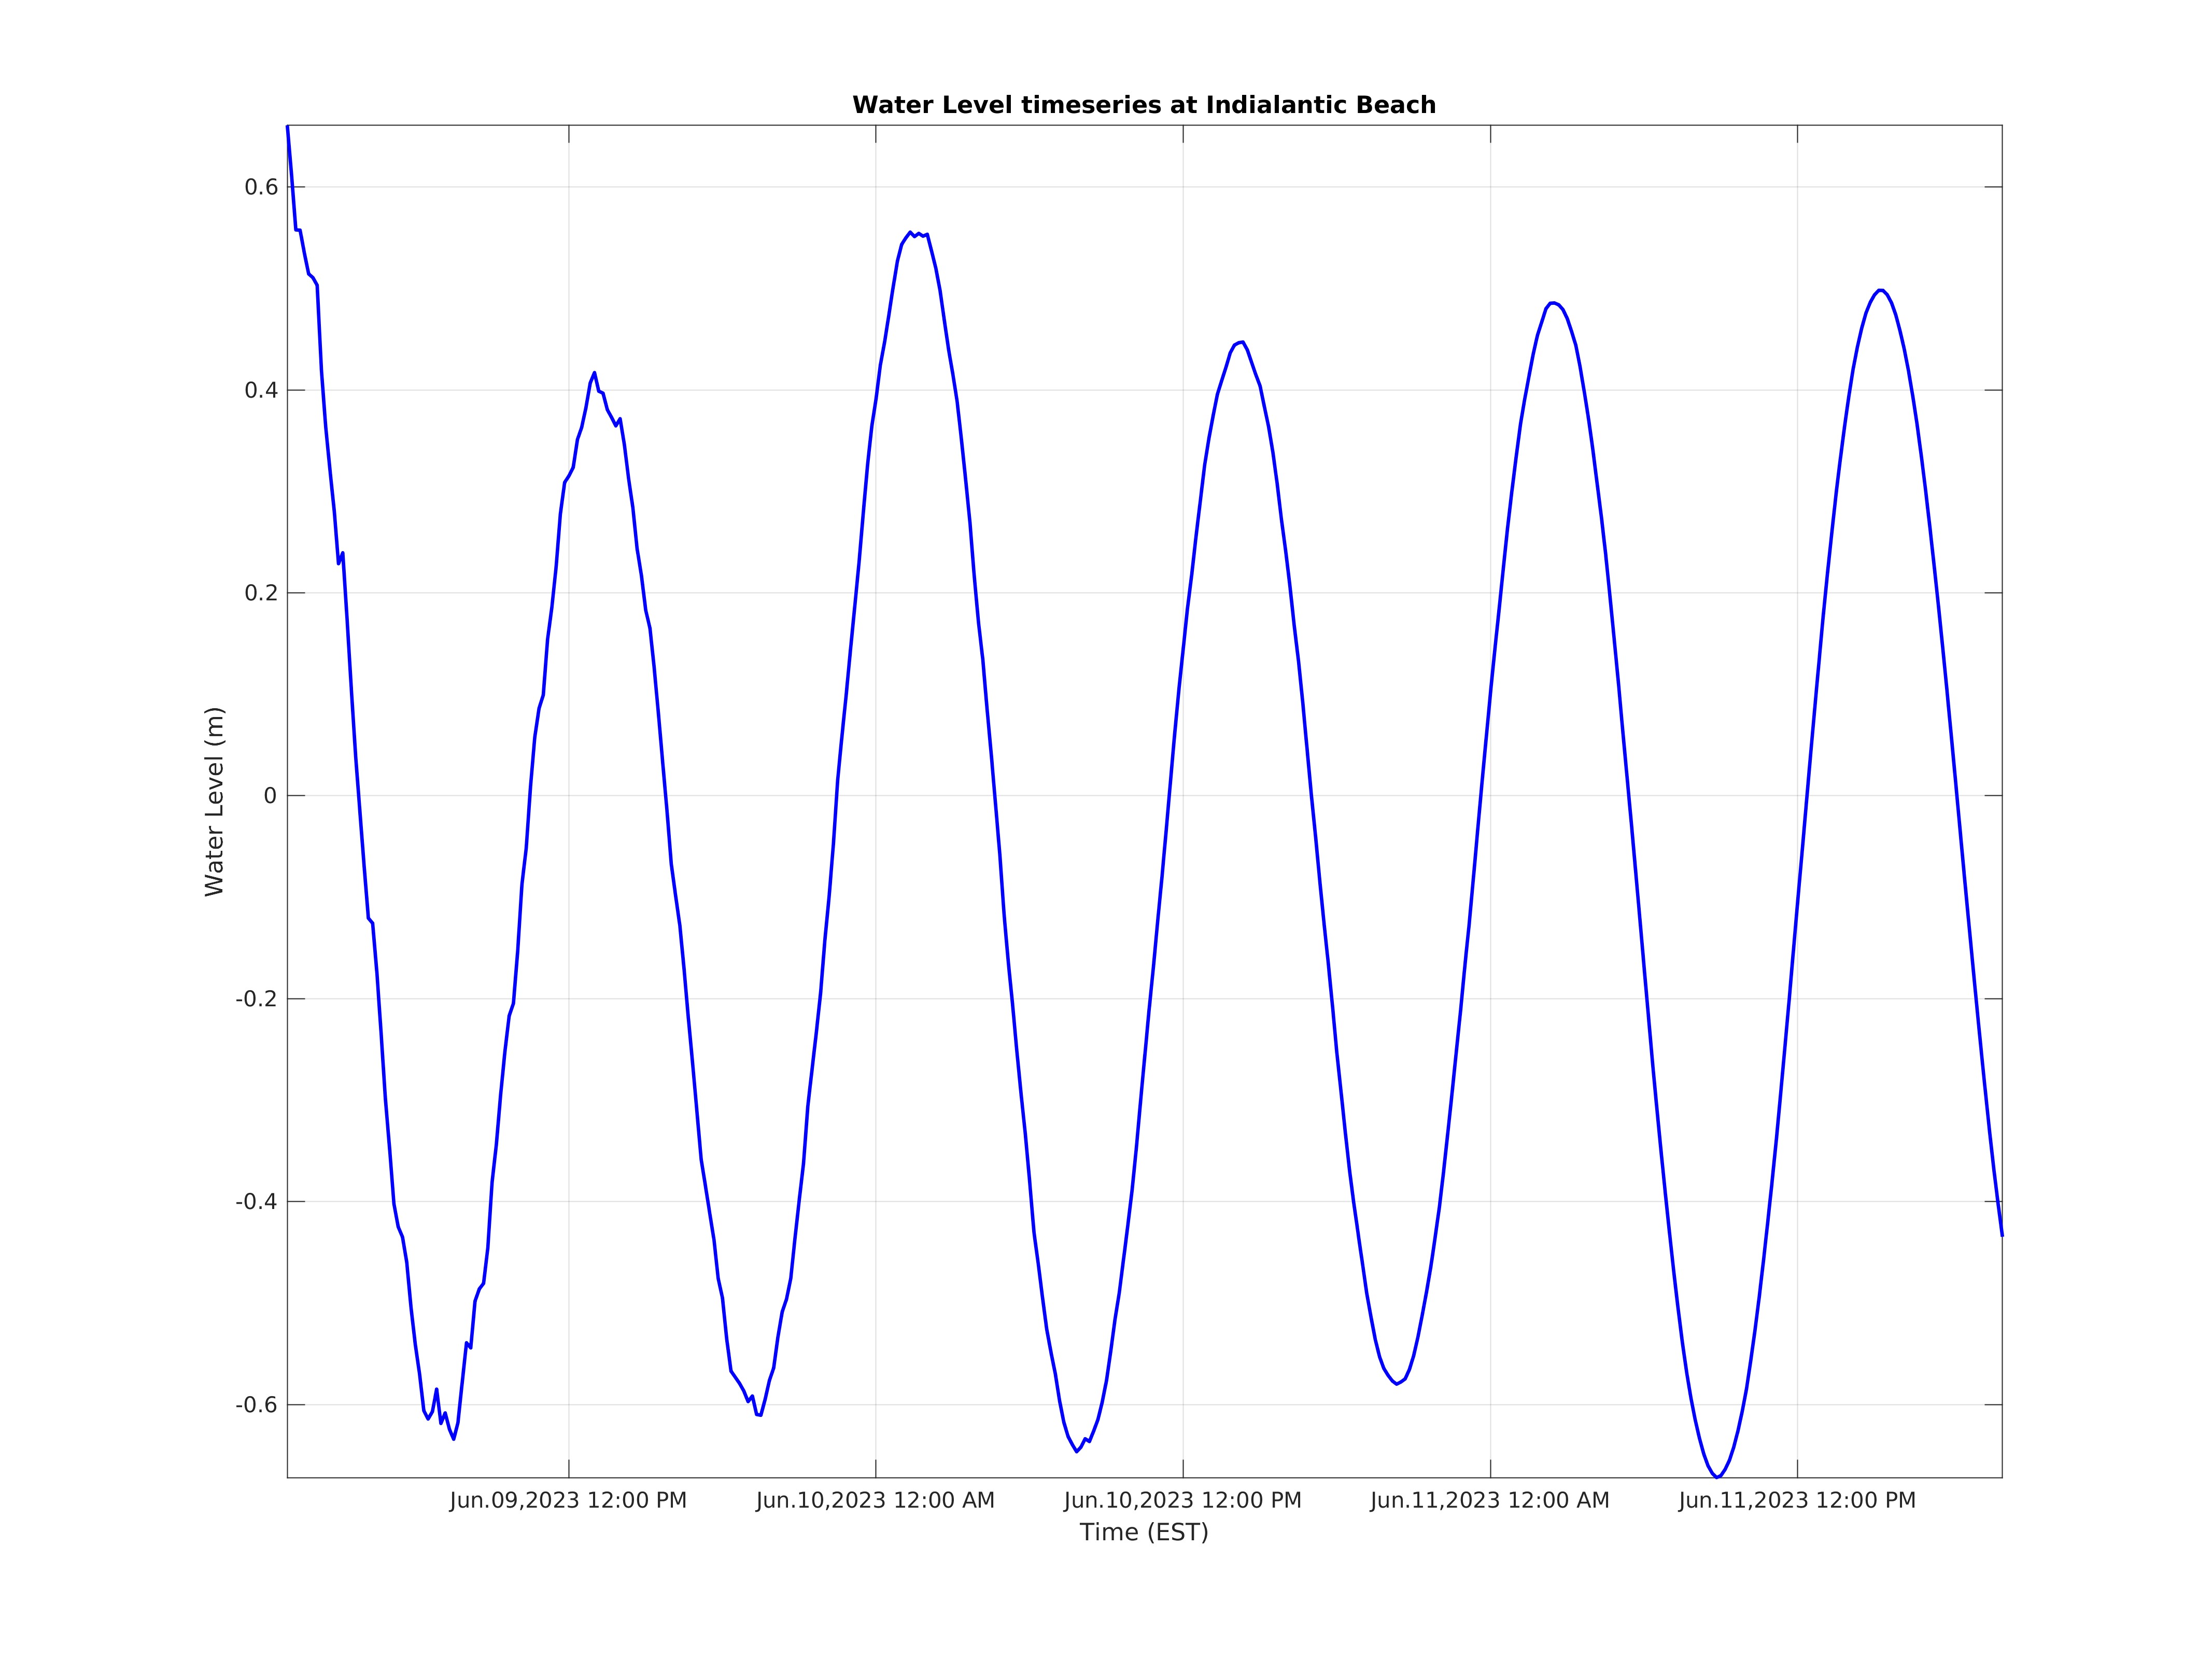 Water Level timeseries at Indialantic Beach
0.6
0.4
0.2
0
-0.2
-0.4
-0.6
Water Level (m)
Jun.09,2023 12:00 PM
Jun.10,2023 12:00 AM
Jun.10,2023 12:00 PM
Jun.11,2023 12:00 AM
Jun.11,2023 12:00 PM
Time (EST)